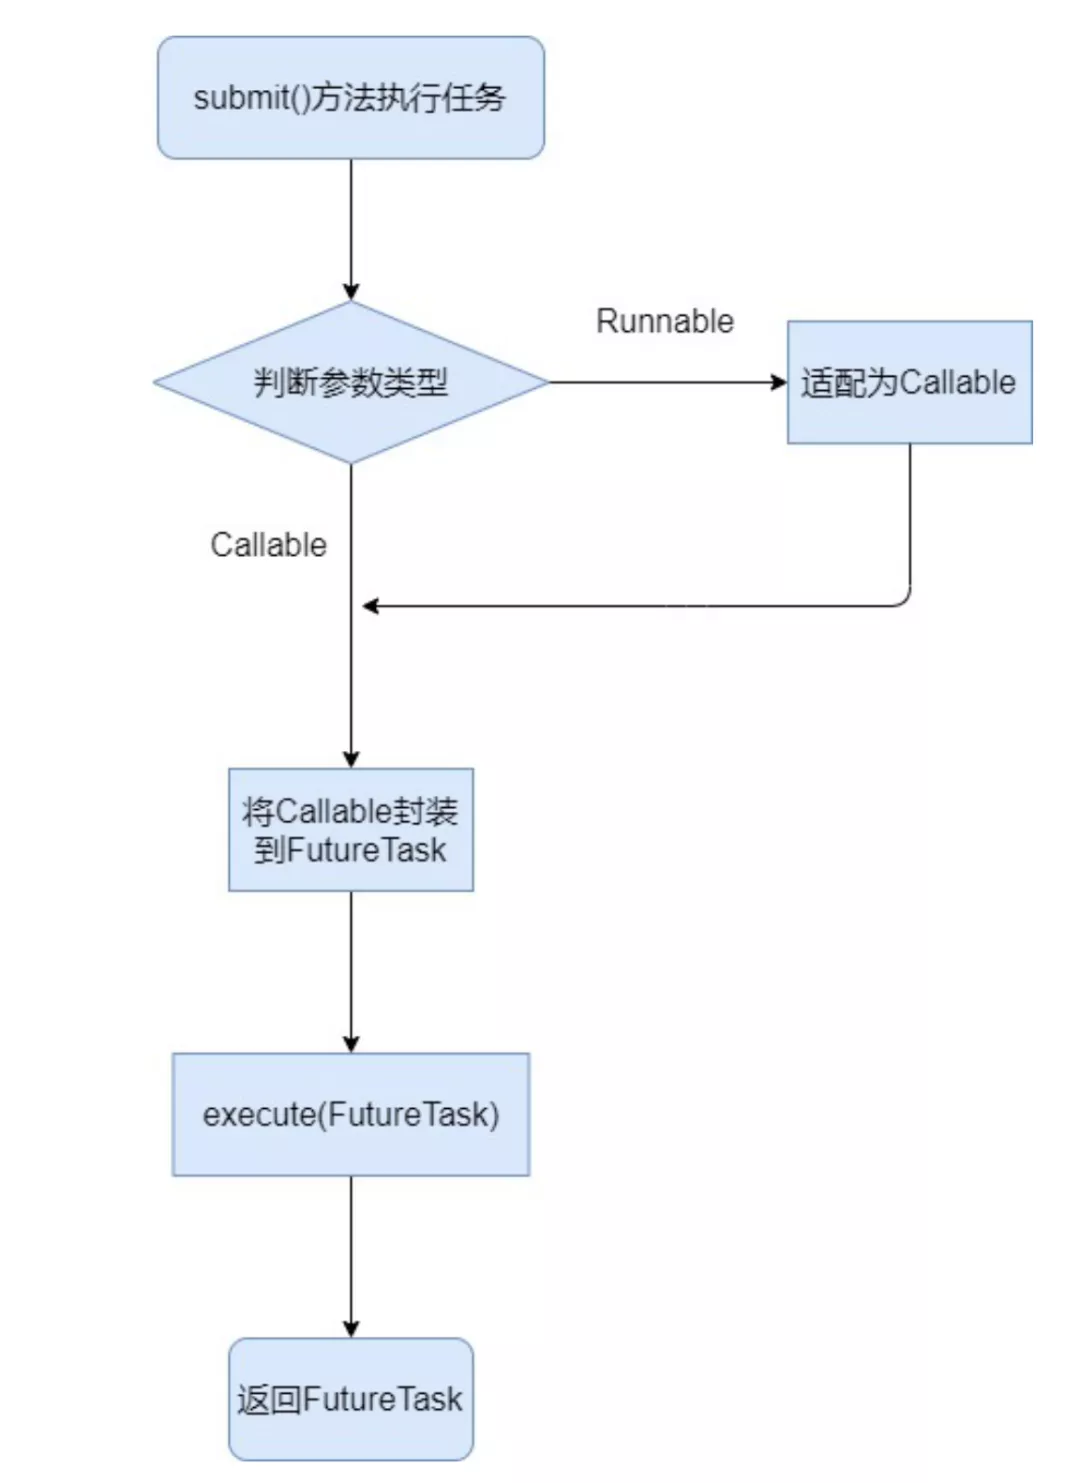 submit()方法执行任务
判断参数类型
Runnable
适配为Callable
Callable
将Callable封装
到FutureTask
execute(FutureTask)
返回FutureTask